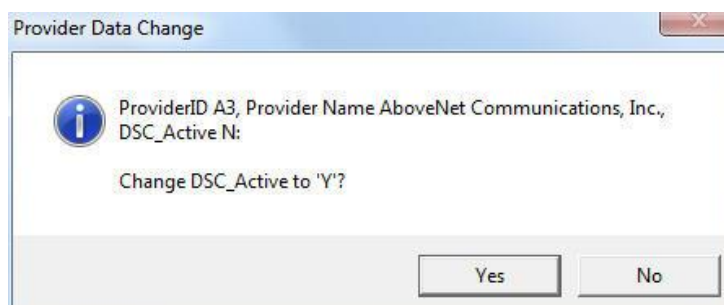 Provider Data Change
ProviderID A3, Provider Name AboveNet Communications, Inc.,
DSC_Active N:
Change DSC_Active to 'Y'?
Yes
No